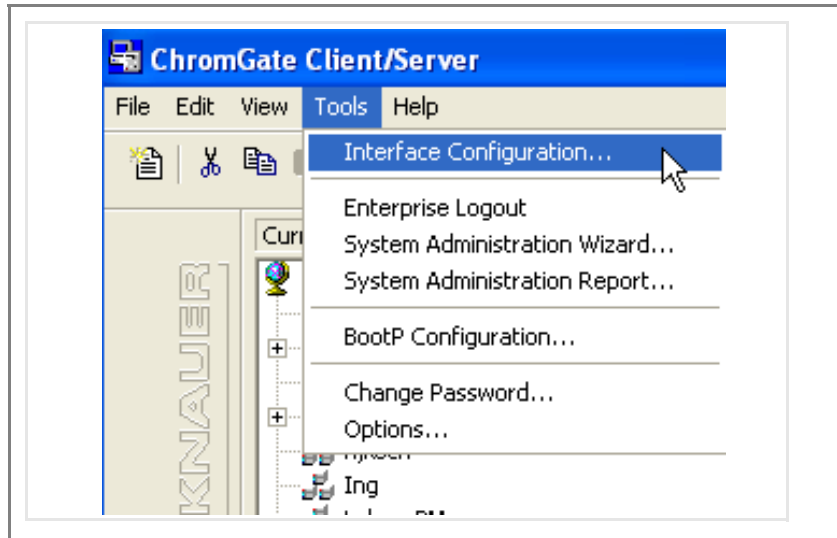 ChromGate Client/Server
File Edit View Tools Help
Interface Configuration...
Enterprise Logout
System Administration Wizard...
System Administration Report...
BootP Configuration...
Change Password...
Options...
Ing
KNAUER